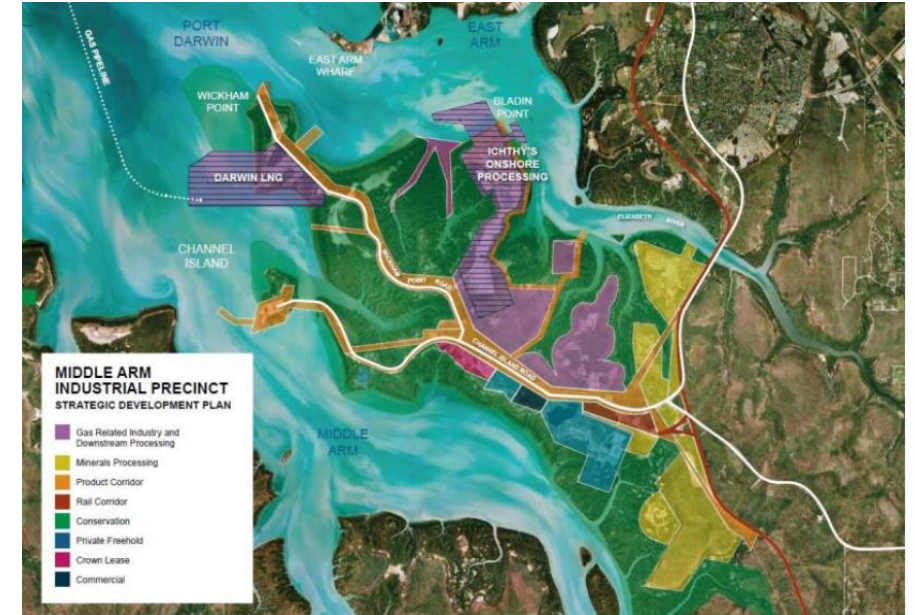 PORT
DARWIN
EAST
ARM
GAS PIPELINE
EAST ARM
WHARF
WICKHAM
POINT
BLADIN
POINT
ICHTHY'S
ONSHORE
PROCESSING
DARWIN LNG
ELIZABETH RIVER
CHANNEL
ISLAND
WICKHAM POINT ROAD
CHANNEL ISLAND ROAD
MIDDLE
ARM
MIDDLE ARM
INDUSTRIAL PRECINCT
STRATEGIC DEVELOPMENT PLAN
Gas Related Industry and
Downstream Processing
Minerals Processing
Product Corridor
Rail Corridor
Conservation
Private Freehold
Crown Lease
Commercial